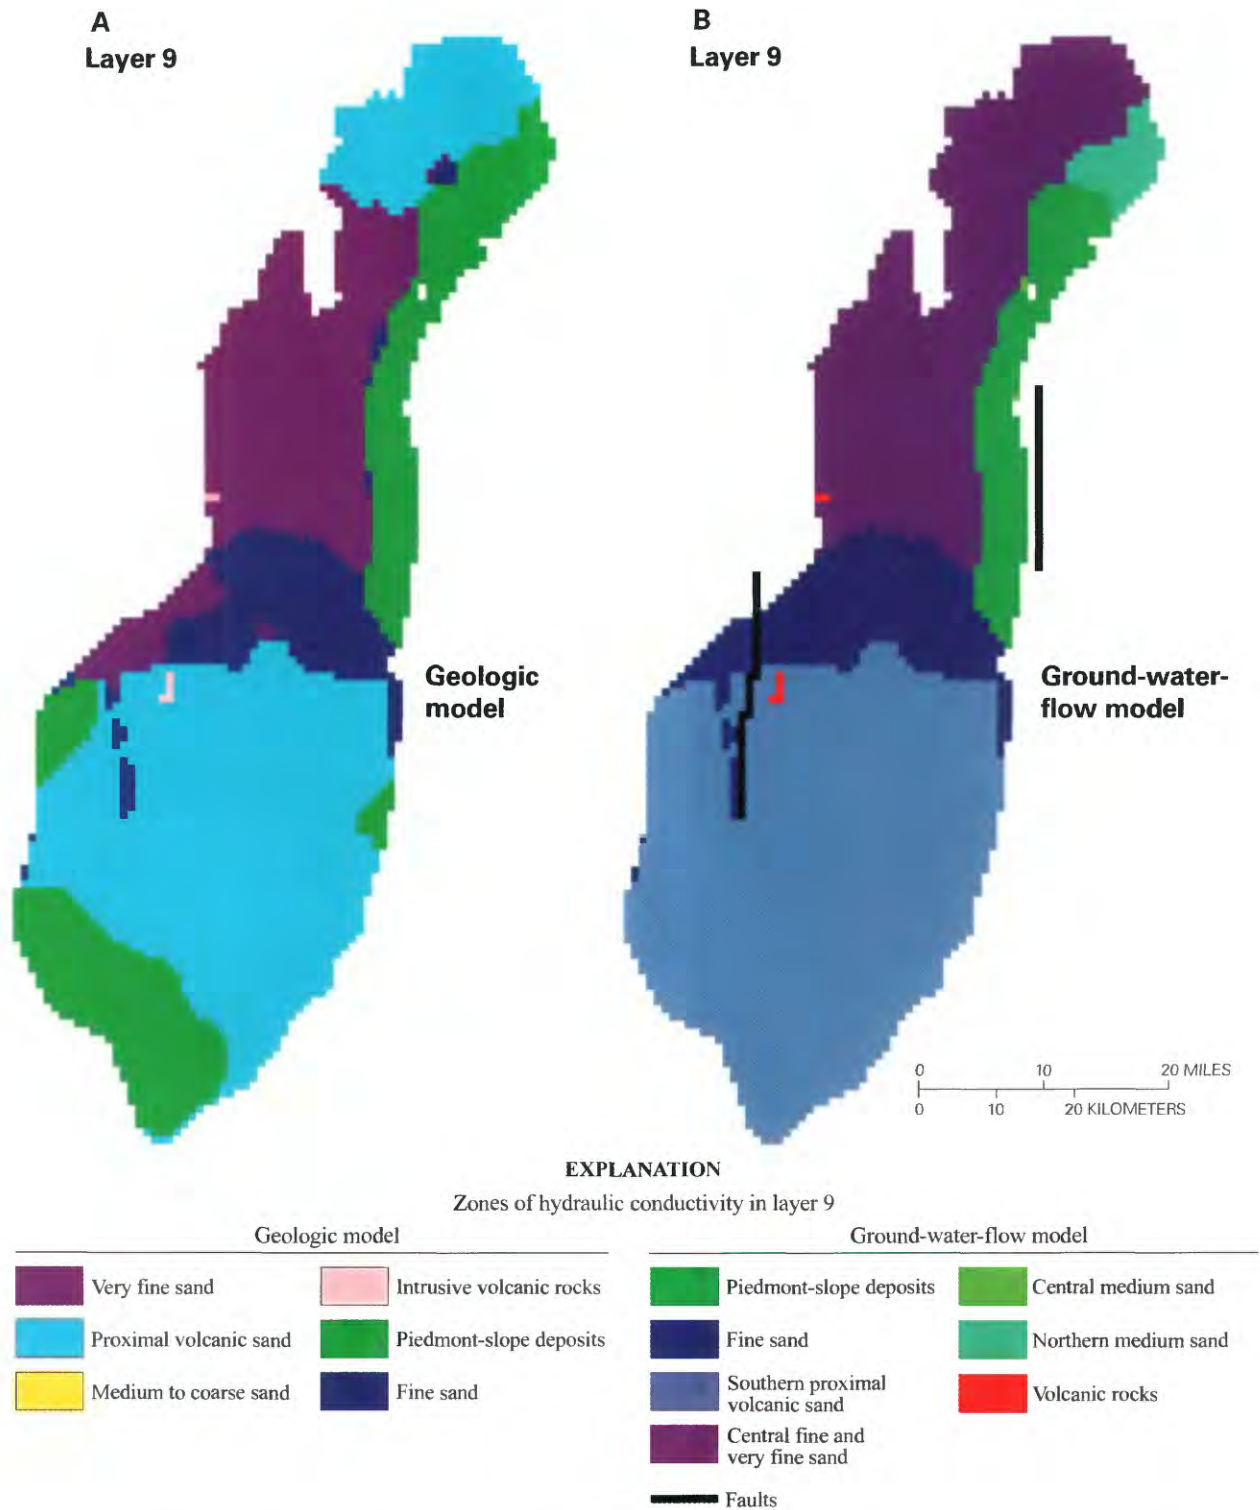 A
Layer 9
B
Layer 9
Geologic
model
Ground-water-
flow model
0 10 20 MILES
0 10 20 KILOMETERS
EXPLANATION
Zones of hydraulic conductivity in layer 9
Geologic model
Very fine sand
Intrusive volcanic rocks
Proximal volcanic sand
Piedmont-slope deposits
Medium to coarse sand
Fine sand
Ground-water-flow model
Piedmont-slope deposits
Central medium sand
Fine sand
Northern medium sand
Southern proximal
volcanic sand
Volcanic rocks
Central fine and
very fine sand
Faults